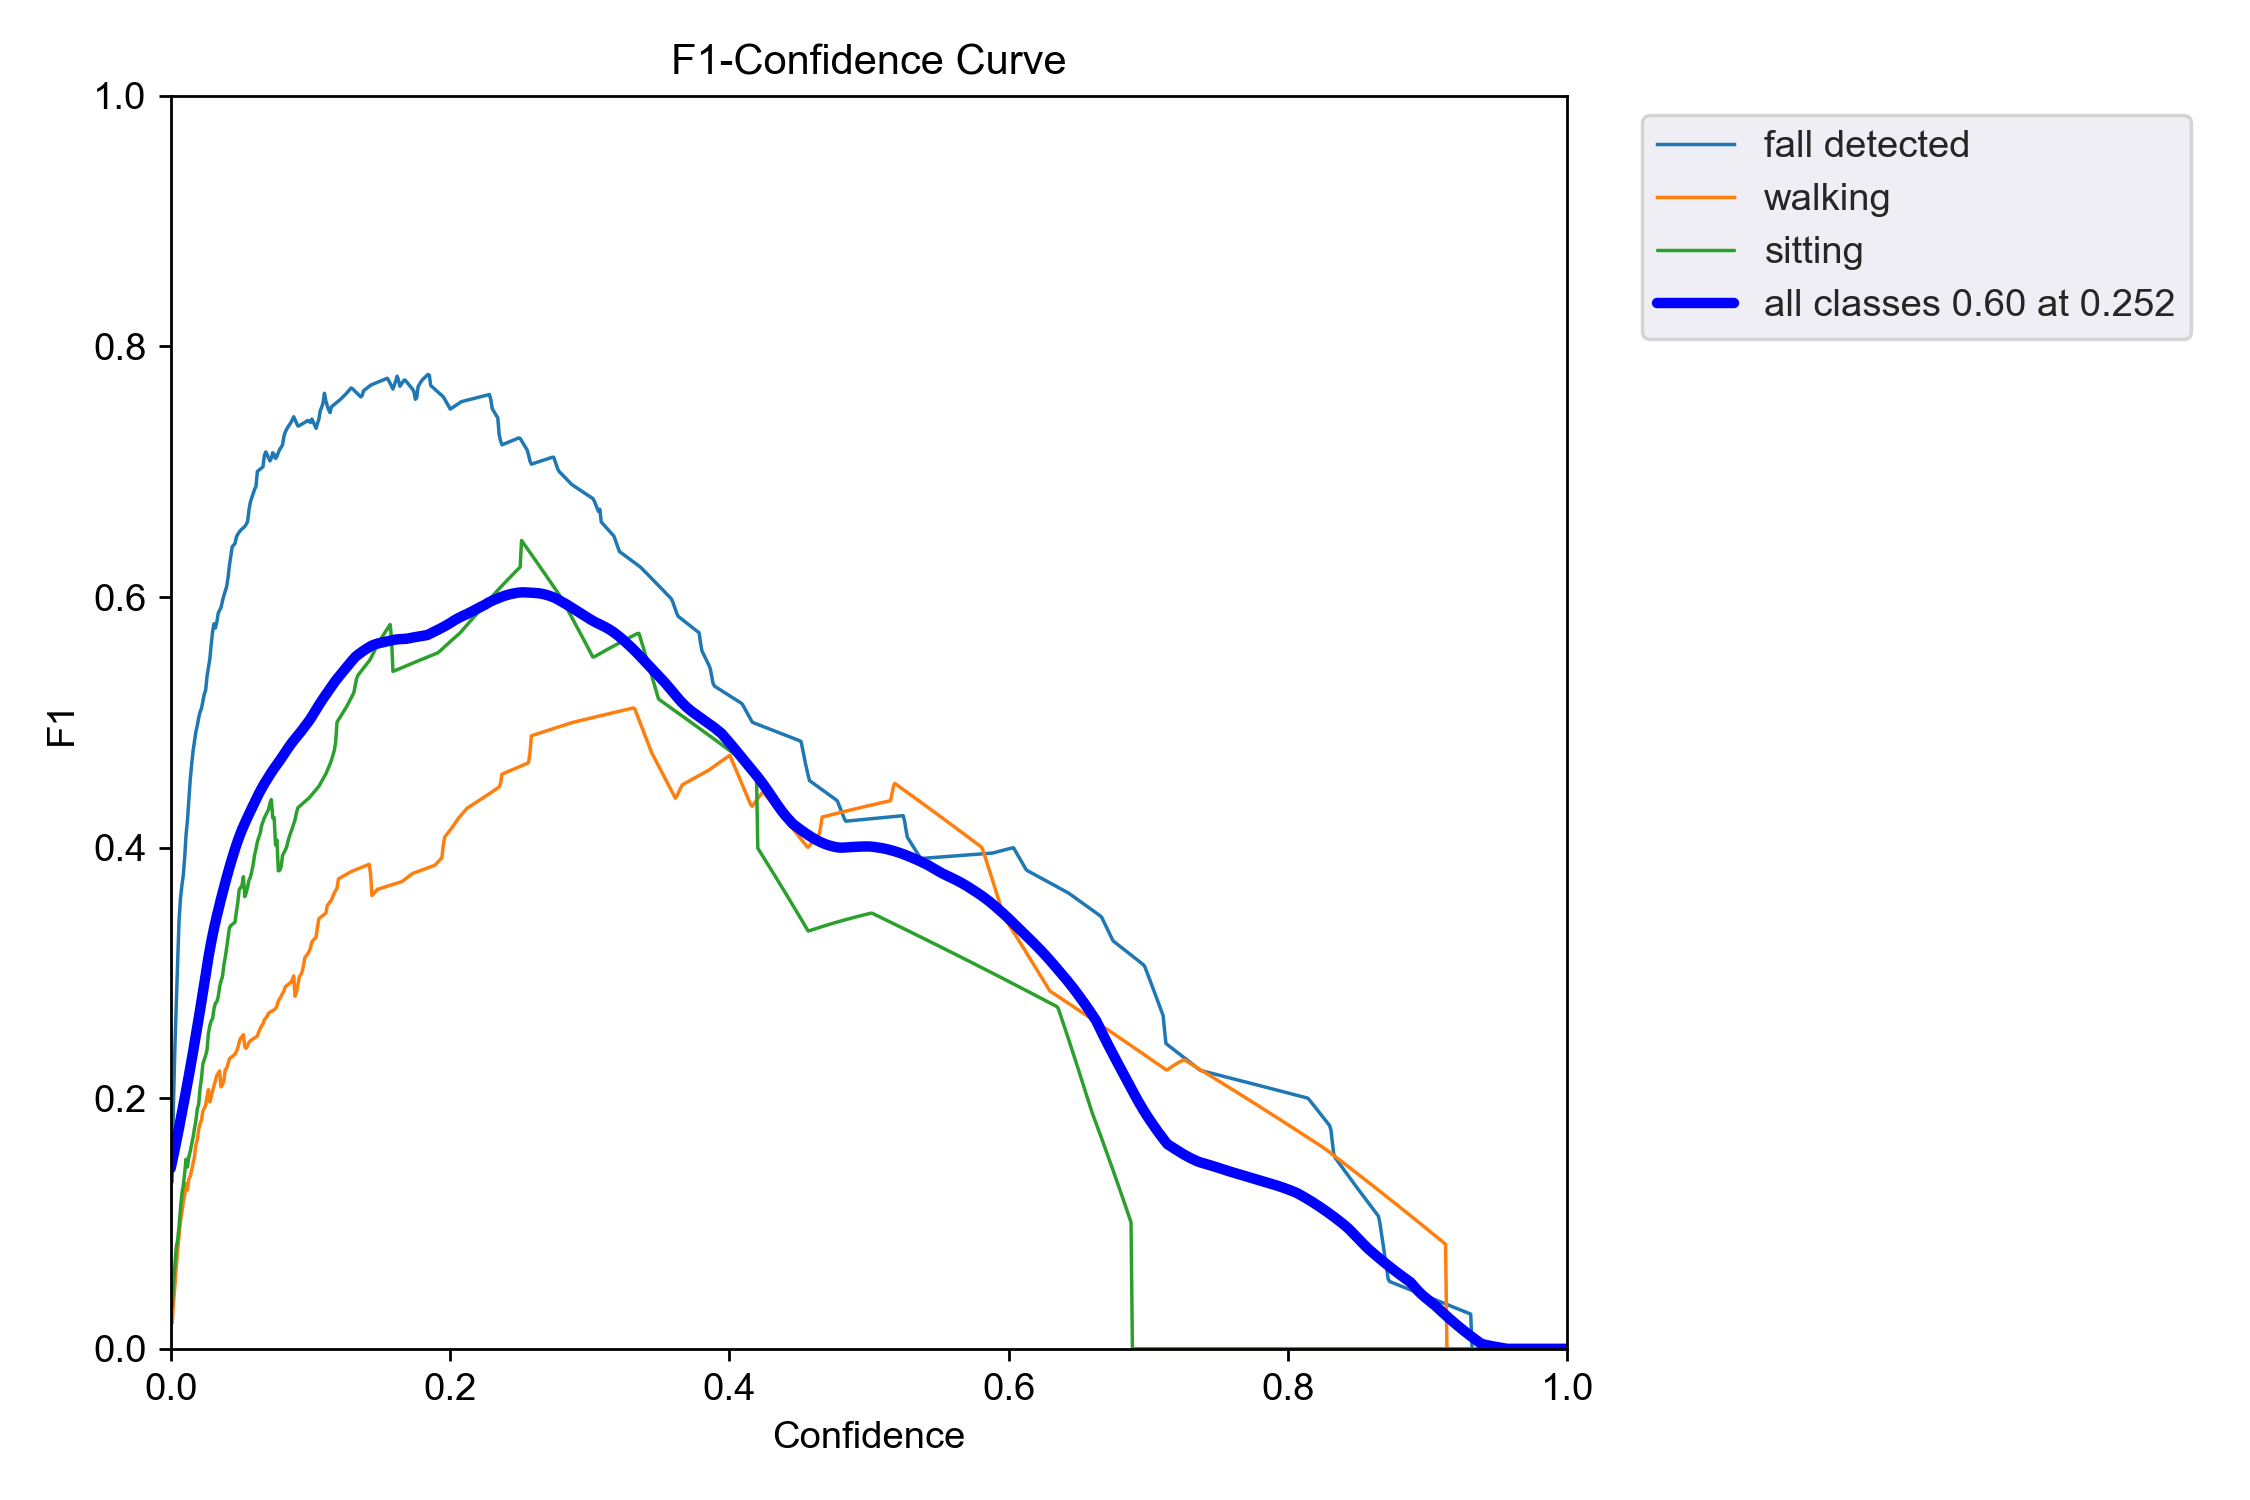 F1-Confidence Curve
1.0
0.8
0.6
0.4
0.2
0.0
F1
0.0 0.2 0.4 0.6 0.8 1.0
Confidence
fall detected
walking
sitting
all classes 0.60 at 0.252